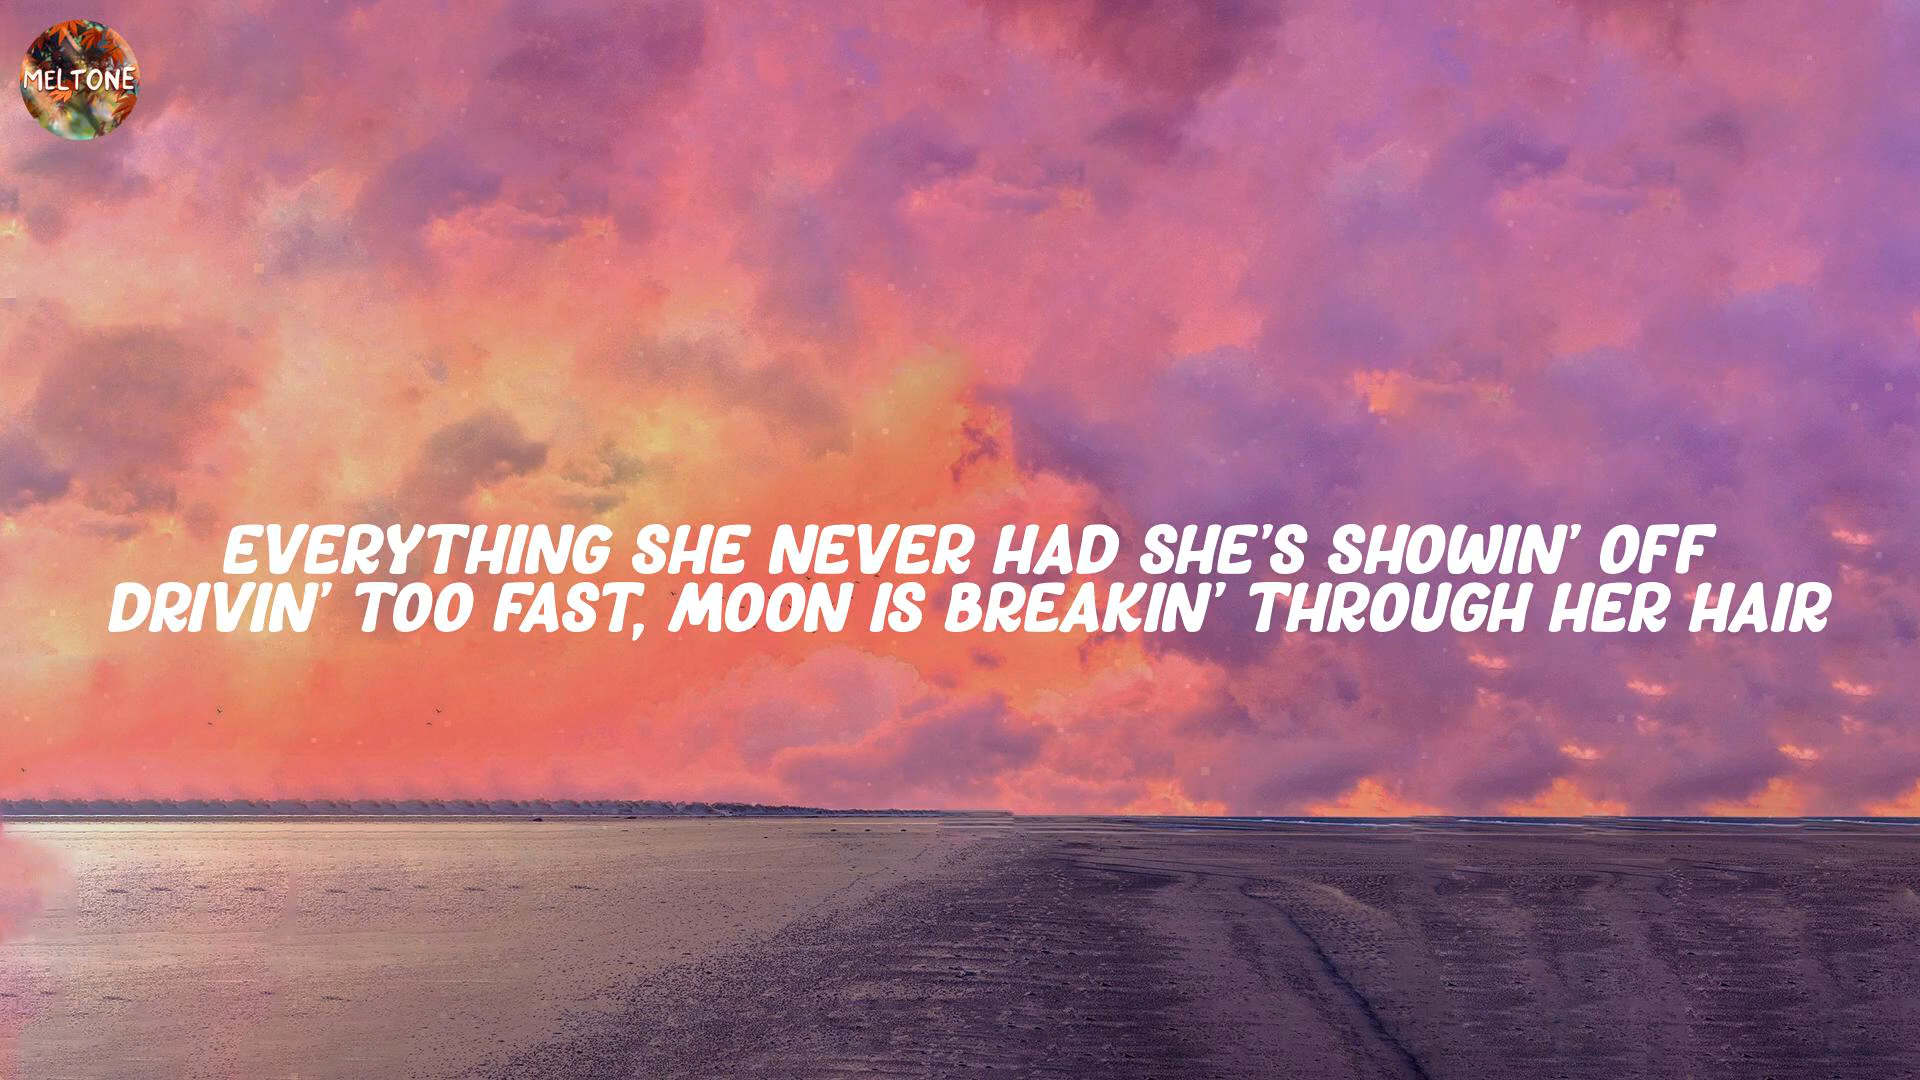 MELTONE
EVERYTHING SHE NEVER HAD SHE'S SHOWIN' OFF
DRIVIN' TOO FAST, MOON IS BREAKIN' THROUGH HER HAIR